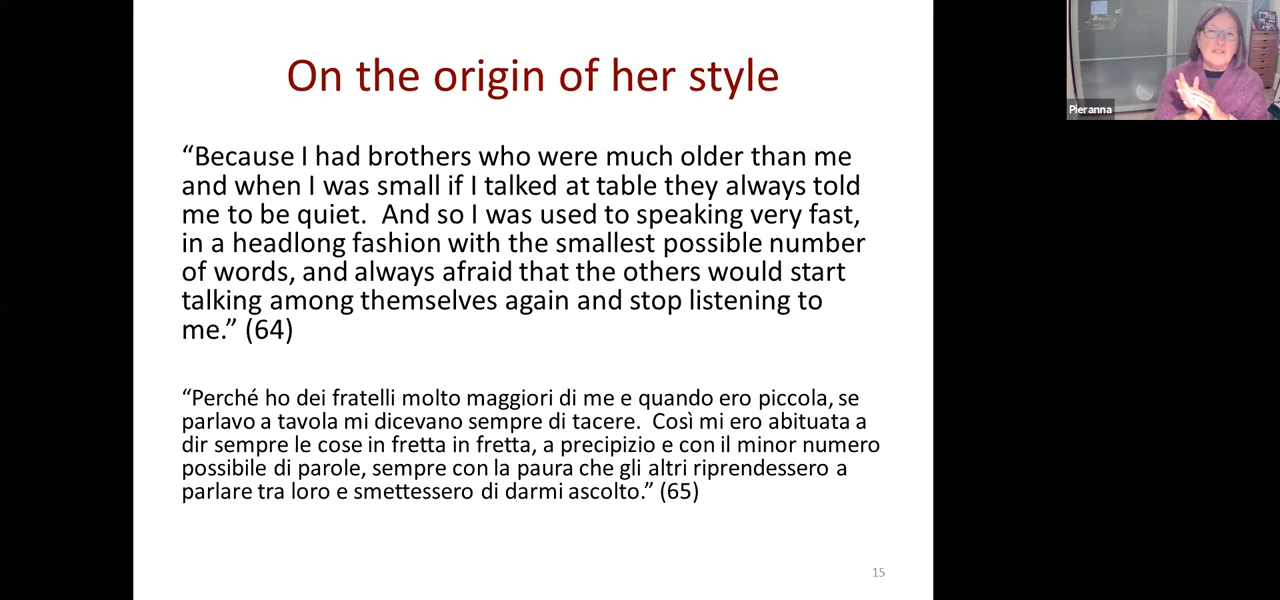 On the origin of her style
“Because I had brothers who were much older than me
and when I was small if I talked at table they always told
me to be quiet.  And so I was used to speaking very fast,
in a headlong fashion with the smallest possible number
of words, and always afraid that the others would start
talking among themselves again and stop listening to
me.” (64)
“Perché ho dei fratelli molto maggiori di me e quando ero piccola, se
parlavo a tavola mi dicevano sempre di tacere.  Così mi ero abituata a
dir sempre le cose in fretta in fretta, a precipizio e con il minor numero
possibile di parole, sempre con la paura che gli altri riprendessero a
parlare tra loro e smettessero di darmi ascolto.” (65)
15
Pieranna